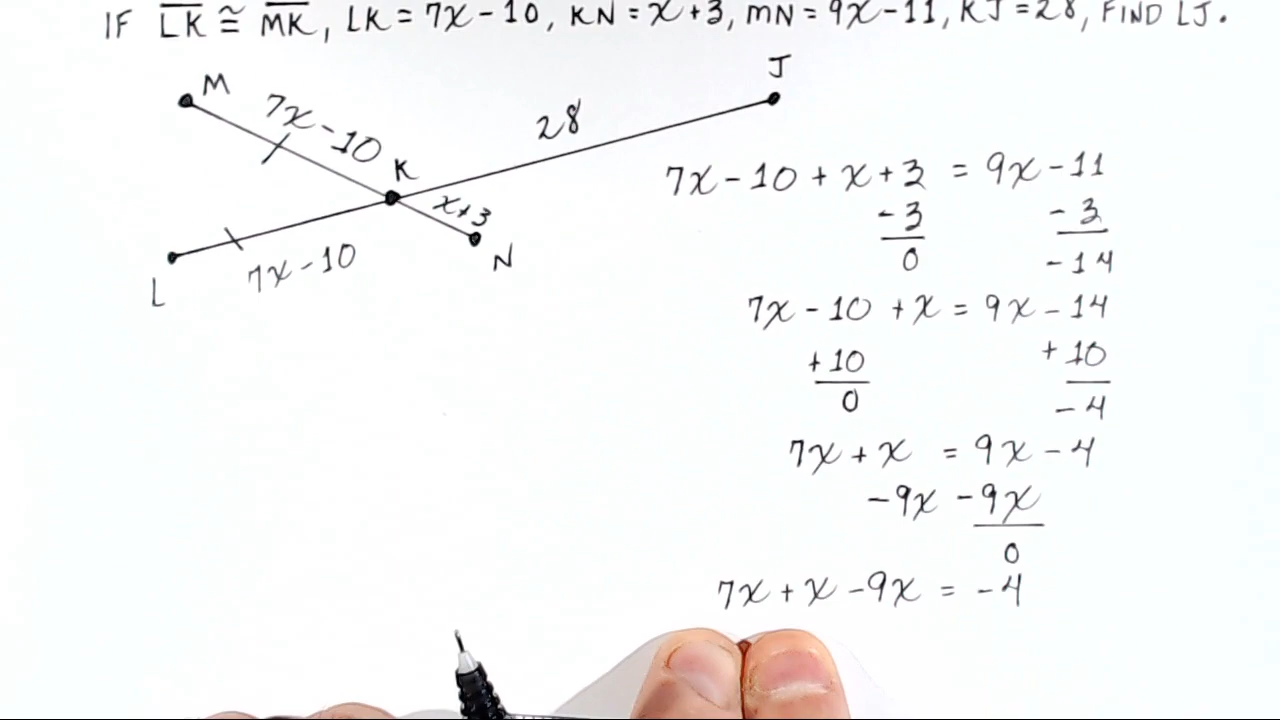 IF LK ≅ MK, LK = 7x - 10, KN = x + 3, MN = 9x - 11, KJ = 28, FIND LJ.
M
J
7x - 10
28
K
x + 3
7x - 10
N
L
7x - 10 + x + 3 = 9x - 11
- 3 - 3
0 - 14
7x - 10 + x = 9x - 14
+ 10 + 10
0 - 4
7x + x = 9x - 4
- 9x - 9x
0
7x + x - 9x = - 4